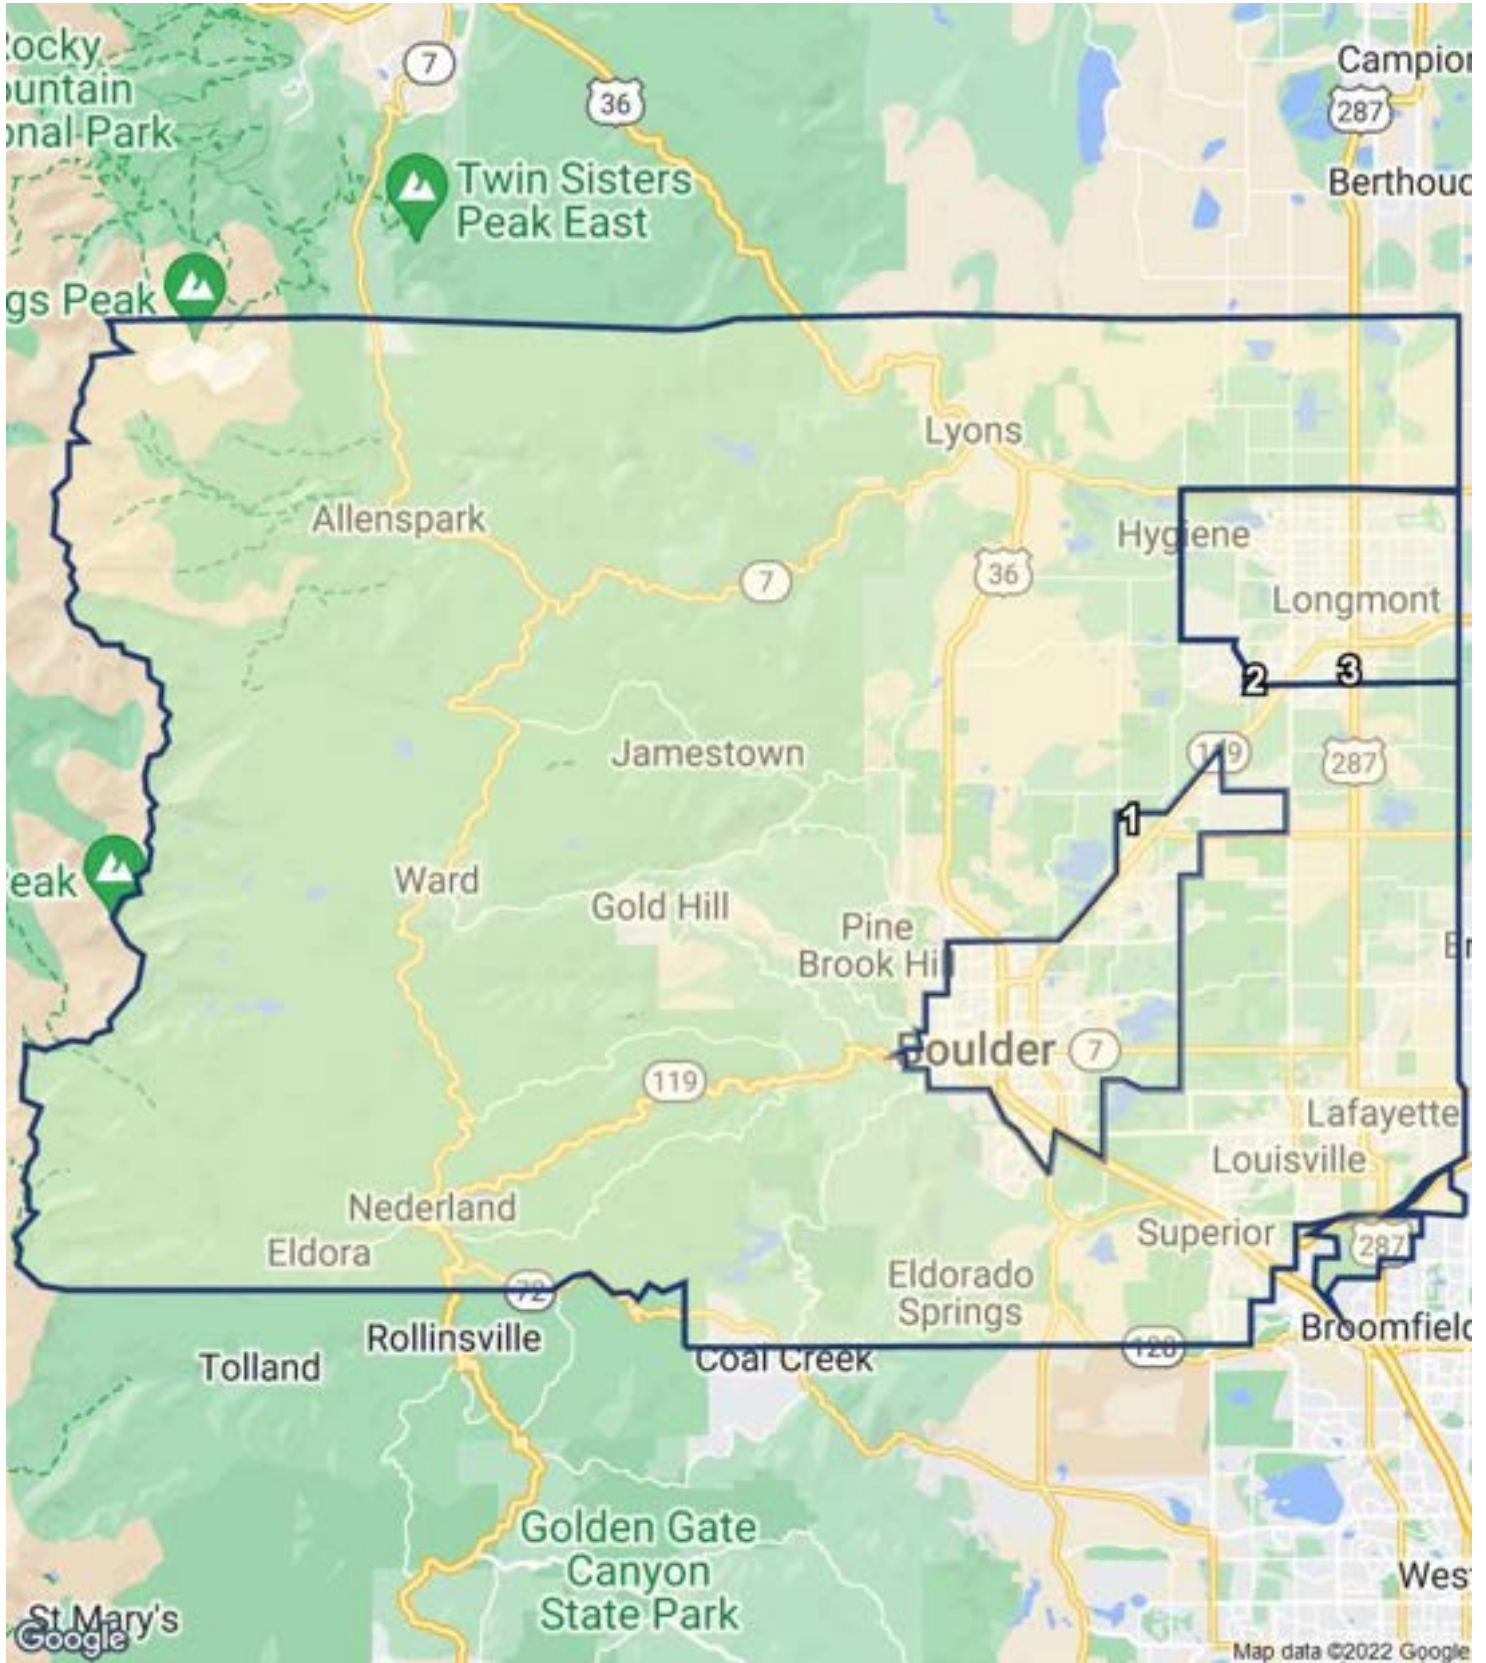 Rocky
ountain
onal Park
7
36
Campion
287
Berthoud
Twin Sisters
Peak East
gs Peak
Lyons
Allenspark
Hygiene
36
7
Longmont
2
3
Jamestown
119
287
1
eak
Ward
Gold Hill
Pine
Brook Hill
Er
Boulder
7
119
Lafayette
Louisville
Nederland
Superior
Eldora
287
Eldorado
Springs
72
Rollinsville
Broomfield
128
Tolland
Coal Creek
Golden Gate
Canyon
State Park
Wes
St Mary's
Google
Map data ©2022 Google